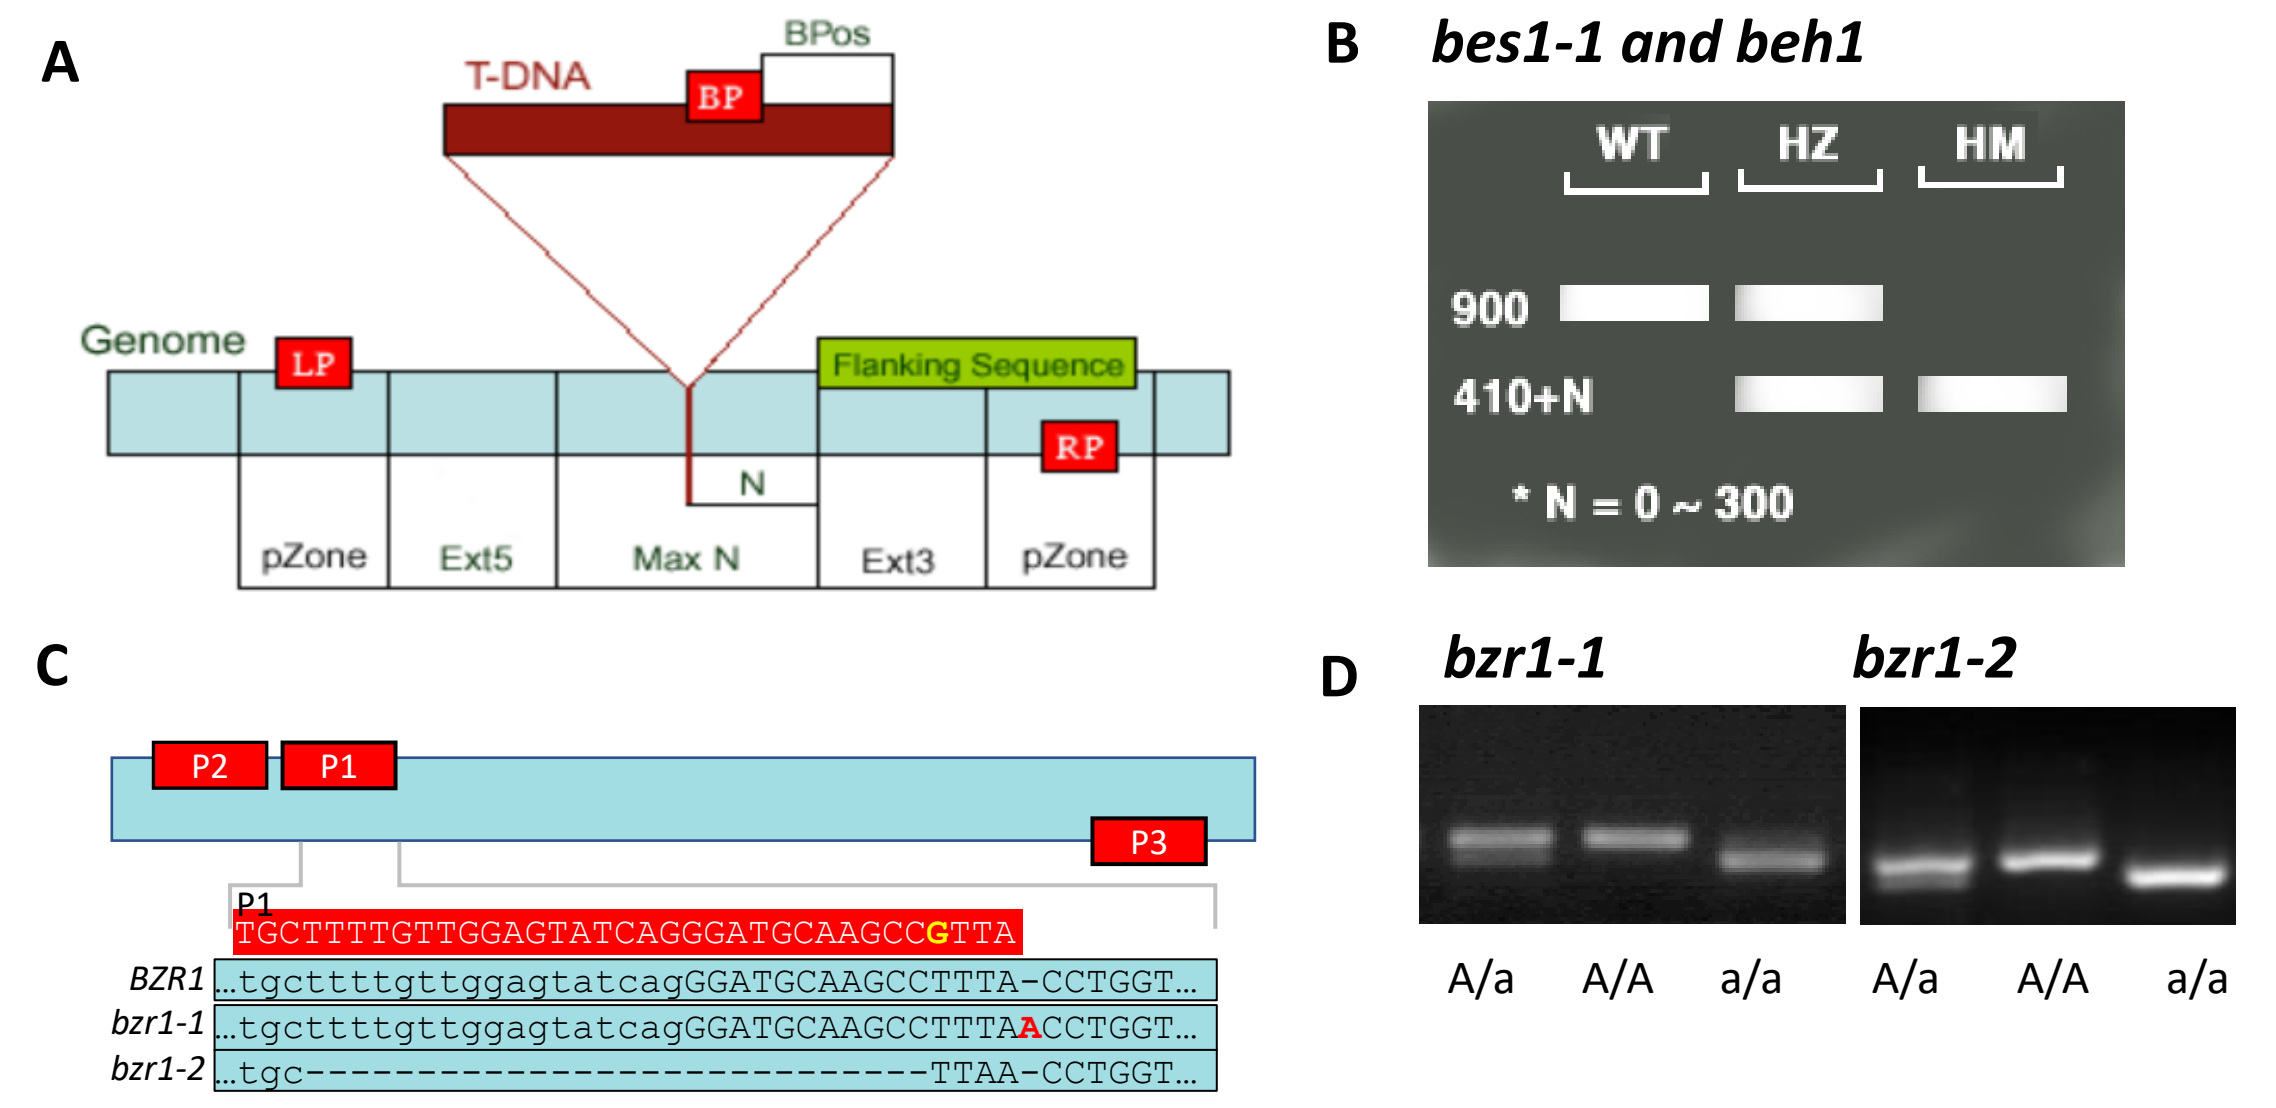 A
BPos
T-DNA
BP
Genome
LP
Flanking Sequence
RP
N
pZone
Ext5
Max N
Ext3
pZone
B
bes1-1 and beh1
WT HZ HM
900
410+N
* N = 0 ~ 300
C
P2
P1
P3
P1
TGCTTTTGTTGGAGTATCAGGGATGCAAGCCGTTA
BZR1 …tgcttttgttggagtatcagGGATGCAAGCCTTTA-CCTGGT…
bzr1-1 …tgcttttgttggagtatcagGGATGCAAGCCTTTAACCTGGT…
bzr1-2 …tgc----------------------------TTAA-CCTGGT…
D
bzr1-1
bzr1-2
A/a A/A a/a
A/a A/A a/a